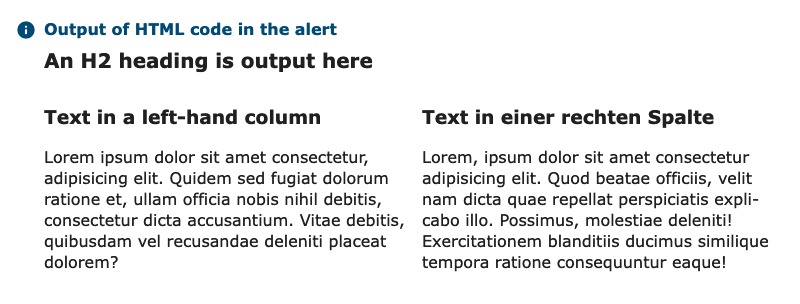 Output of HTML code in the alert
An H2 heading is output here
Text in a left-hand column
Lorem ipsum dolor sit amet consectetur,
adipisicing elit. Quidem sed fugiat dolorum
ratione et, ullam officia nobis nihil debitis,
consectetur dicta accusantium. Vitae debitis,
quibusdam vel recusandae deleniti placeat
dolorem?
Text in einer rechten Spalte
Lorem, ipsum dolor sit amet consectetur
adipisicing elit. Quod beatae officiis, velit
nam dicta quae repellat perspiciatis expli-
cabo illo. Possimus, molestiae deleniti!
Exercitationem blanditiis ducimus similique
tempora ratione consequuntur eaque!